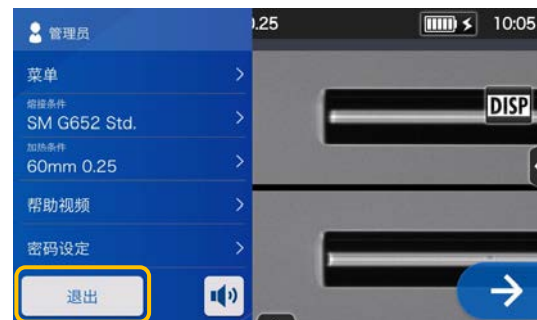 管理员
.25
10:05
菜单
熔接条件
SM G652 Std.
DISP
加热条件
60mm 0.25
帮助视频
密码设定
退出